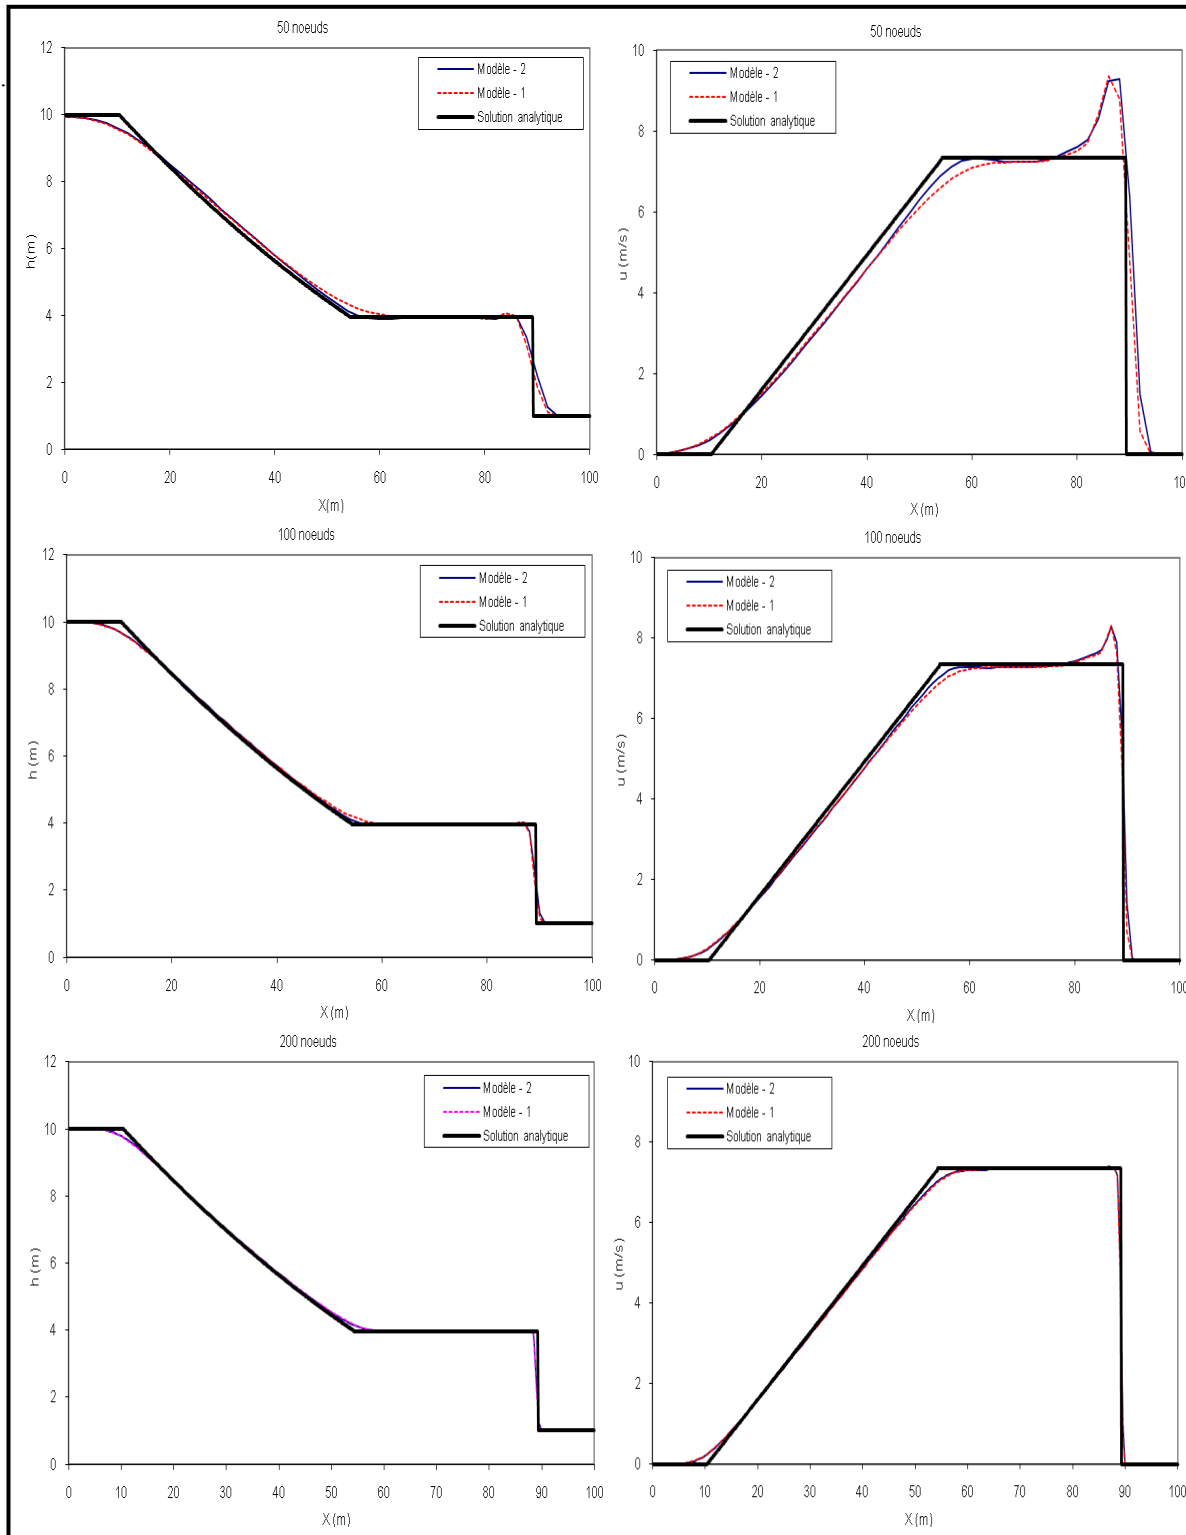 50 noeuds
12
10
8
6
4
2
0
h(m)
Modèle - 2
Modèle - 1
Solution analytique
0 20 40 60 80 100
X(m)
50 noeuds
10
8
6
4
2
0
u (m/s)
Modèle - 2
Modèle - 1
Solution analytique
0 20 40 60 80 100
X (m)
100 noeuds
12
10
8
6
4
2
0
h (m)
Modèle - 2
Modèle - 1
Solution analytique
0 20 40 60 80 100
X (m)
100 noeuds
10
8
6
4
2
0
u (m/s)
Modèle - 2
Modèle - 1
Solution analytique
0 20 40 60 80 100
X (m)
200 noeuds
12
10
8
6
4
2
0
h (m)
Modèle - 2
Modèle - 1
Solution analytique
0 10 20 30 40 50 60 70 80 90 100
X (m)
200 noeuds
10
8
6
4
2
0
u (m/s)
Modèle - 2
Modèle - 1
Solution analytique
0 10 20 30 40 50 60 70 80 90 100
X (m)